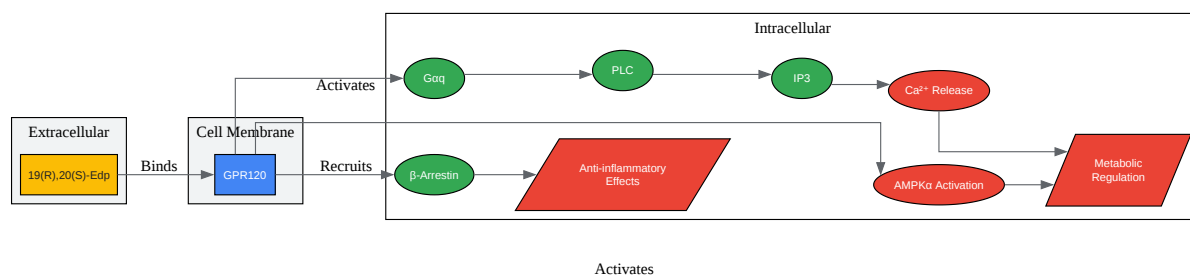 Intracellular
Gαq
PLC
IP3
Ca²⁺ Release
Activates
Extracellular
Cell Membrane
19(R),20(S)-Edp
Binds
GPR120
Recruits
β-Arrestin
Anti-inflammatory
Effects
AMPKα Activation
Metabolic
Regulation
Activates